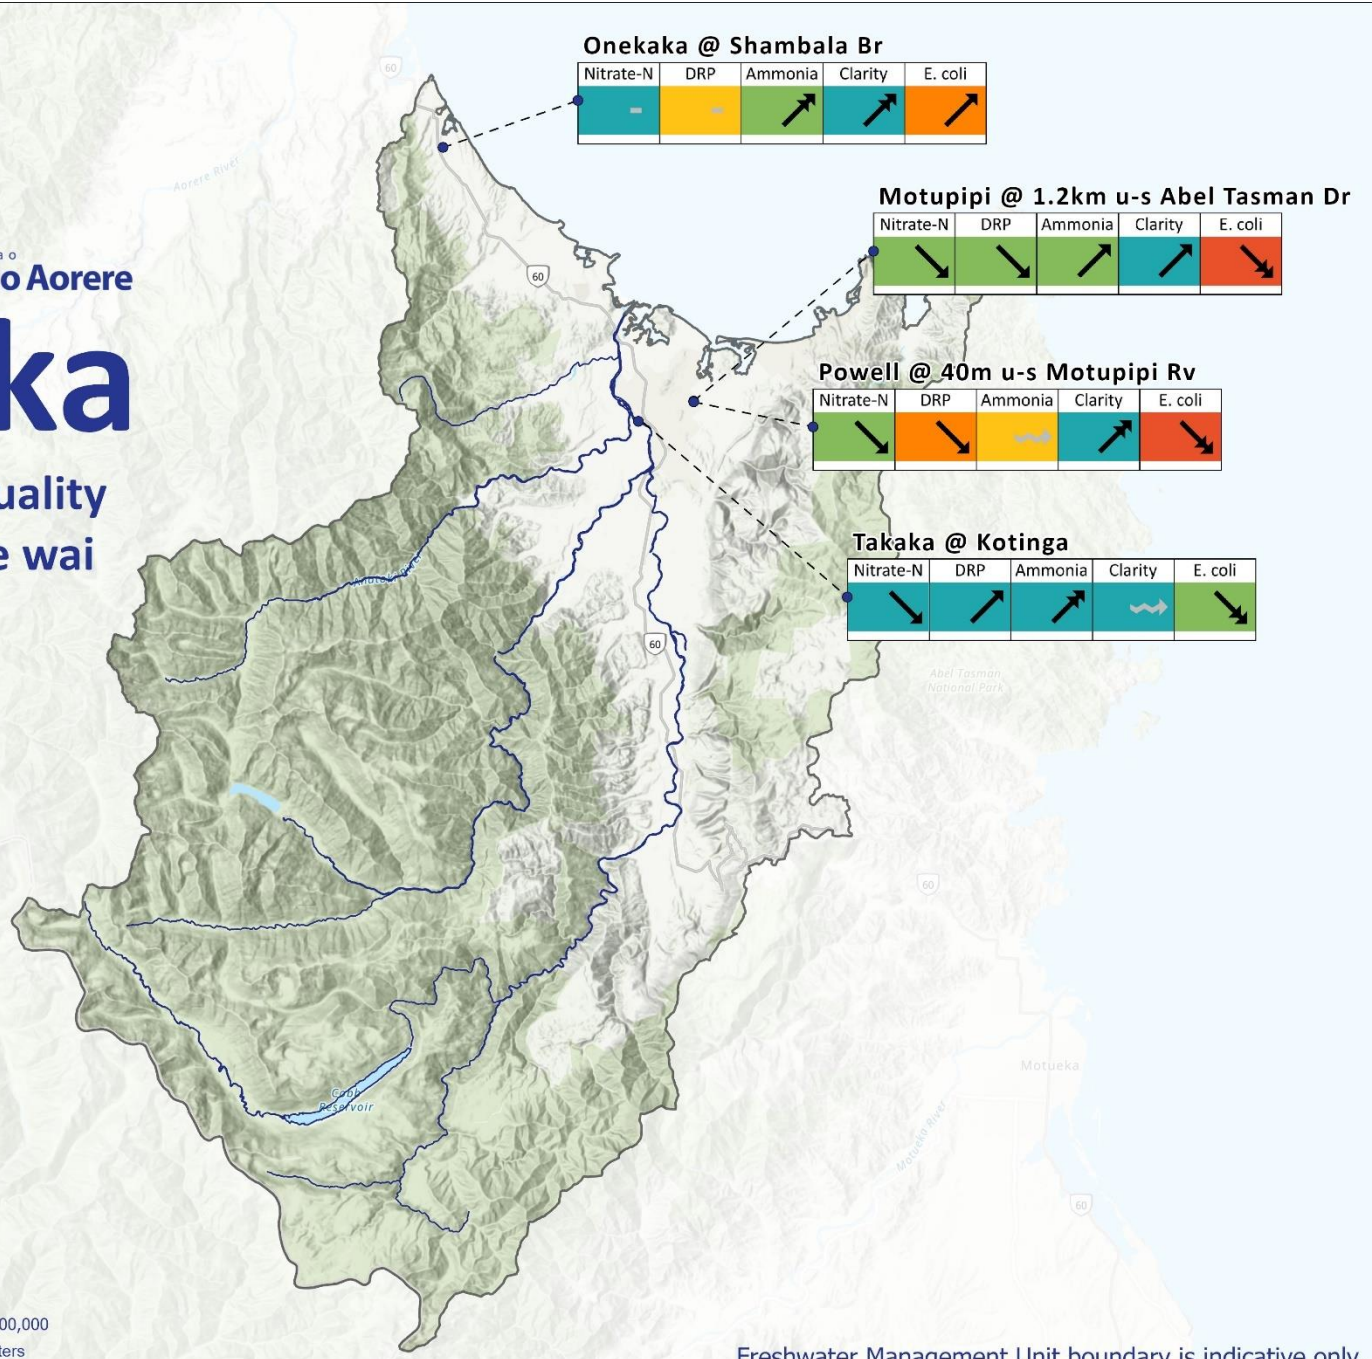 Onekaka @ Shambala Br
Nitrate-N DRP Ammonia Clarity E. coli
60
Aorere River
Motupipi @ 1.2km u-s Abel Tasman Dr
Nitrate-N DRP Ammonia Clarity E. coli
ao
o Aorere
60
ka
Powell @ 40m u-s Motupipi Rv
Nitrate-N DRP Ammonia Clarity E. coli
uality
e wai
Takaka @ Kotinga
Nitrate-N DRP Ammonia Clarity E. coli
60
Abel Tasman
National Park
60
Motueka
Cobb
Reservoir
Motueka River
60
00,000
ters
Freshwater Management Unit boundary is indicative only